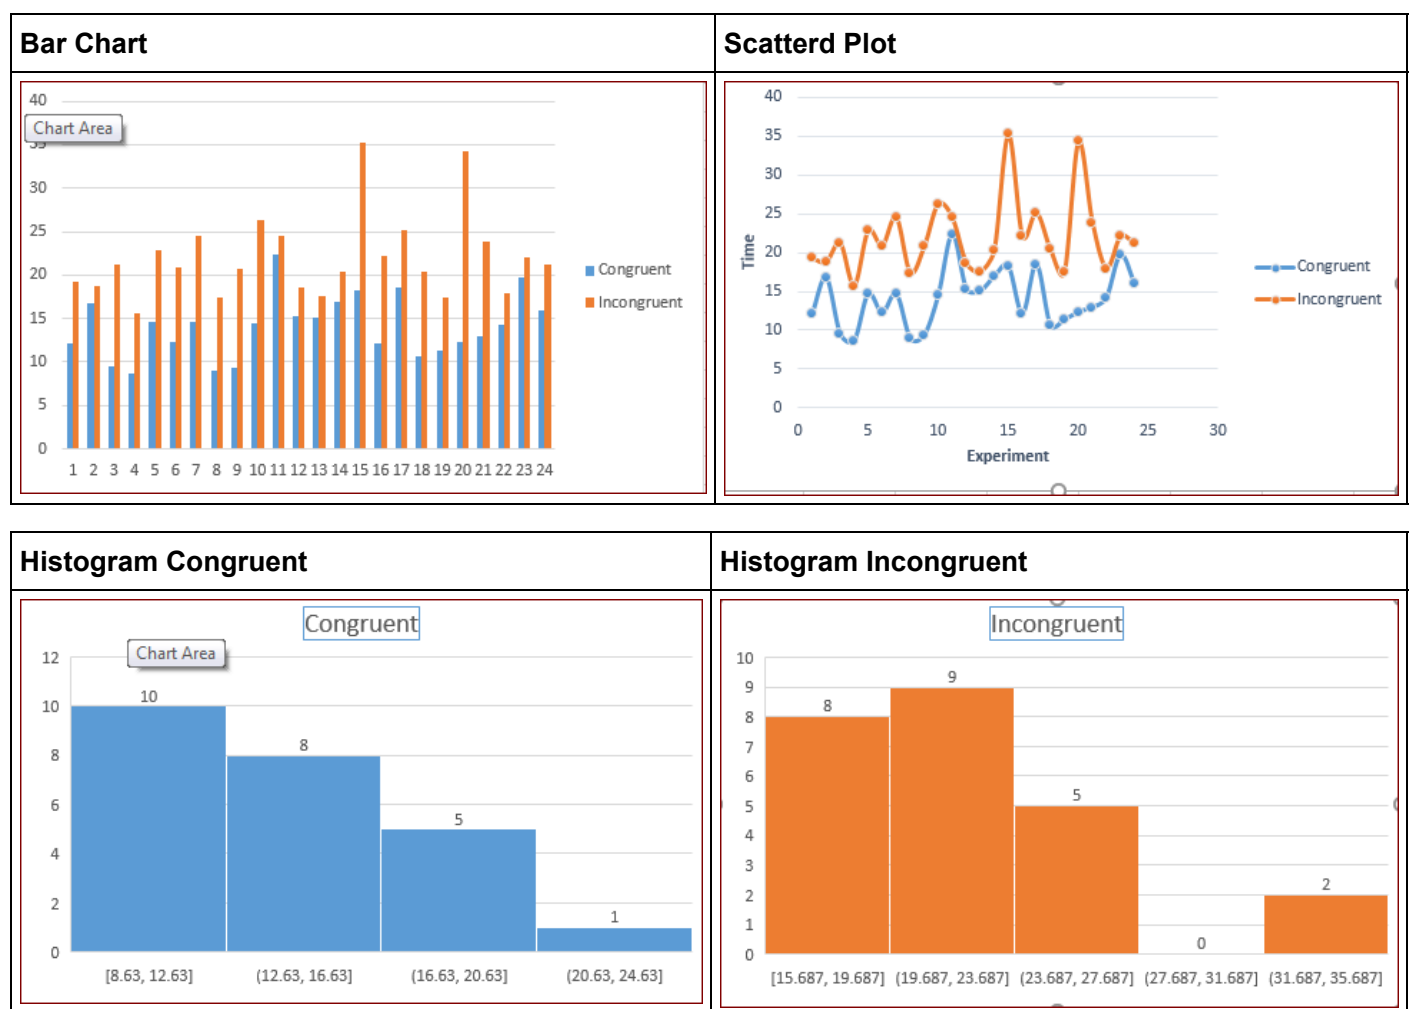 Bar Chart
Scatterd Plot
40
Chart Area
35
30
25
20
15
10
5
0
1 2 3 4 5 6 7 8 9 10 11 12 13 14 15 16 17 18 19 20 21 22 23 24
Congruent
Incongruent
40
35
30
25
20
15
10
5
0
Time
0 5 10 15 20 25 30
Experiment
Congruent
Incongruent
Histogram Congruent
Histogram Incongruent
Congruent
Chart Area
12
10
8
6
4
2
0
10
8
5
1
[8.63, 12.63] (12.63, 16.63] (16.63, 20.63] (20.63, 24.63]
Incongruent
10
9
8
7
6
5
4
3
2
1
0
8
9
5
0
2
[15.687, 19.687] (19.687, 23.687] (23.687, 27.687] (27.687, 31.687] (31.687, 35.687]